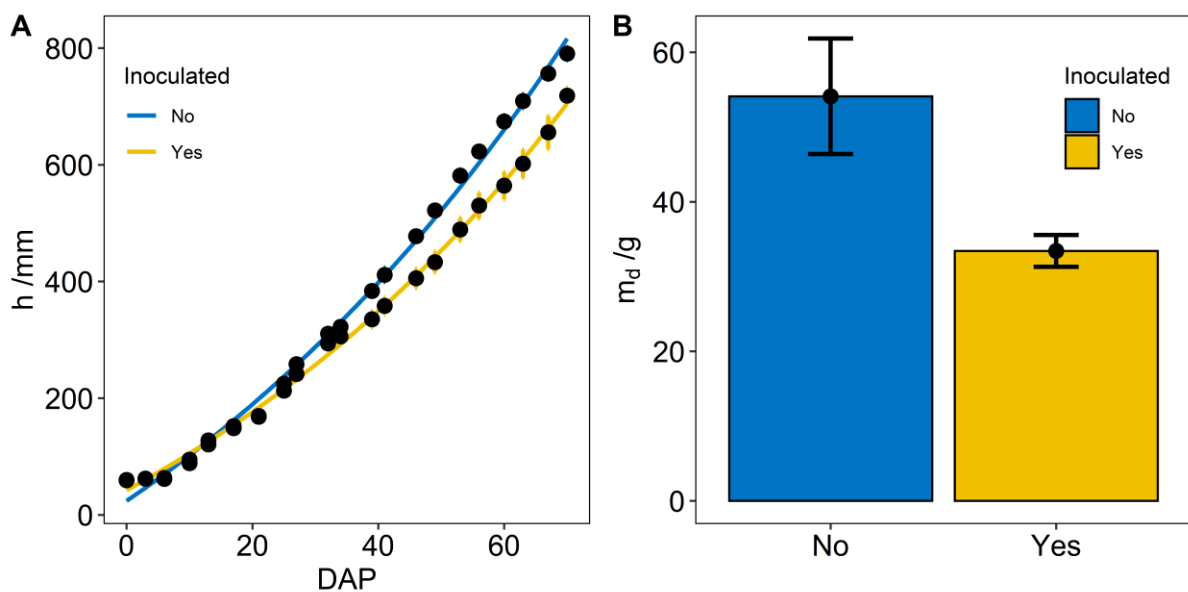 A
h /mm
800
600
400
200
0
Inoculated
No
Yes
0 20 40 60
DAP
B
m_d /g
60
40
20
0
Inoculated
No
Yes
No Yes